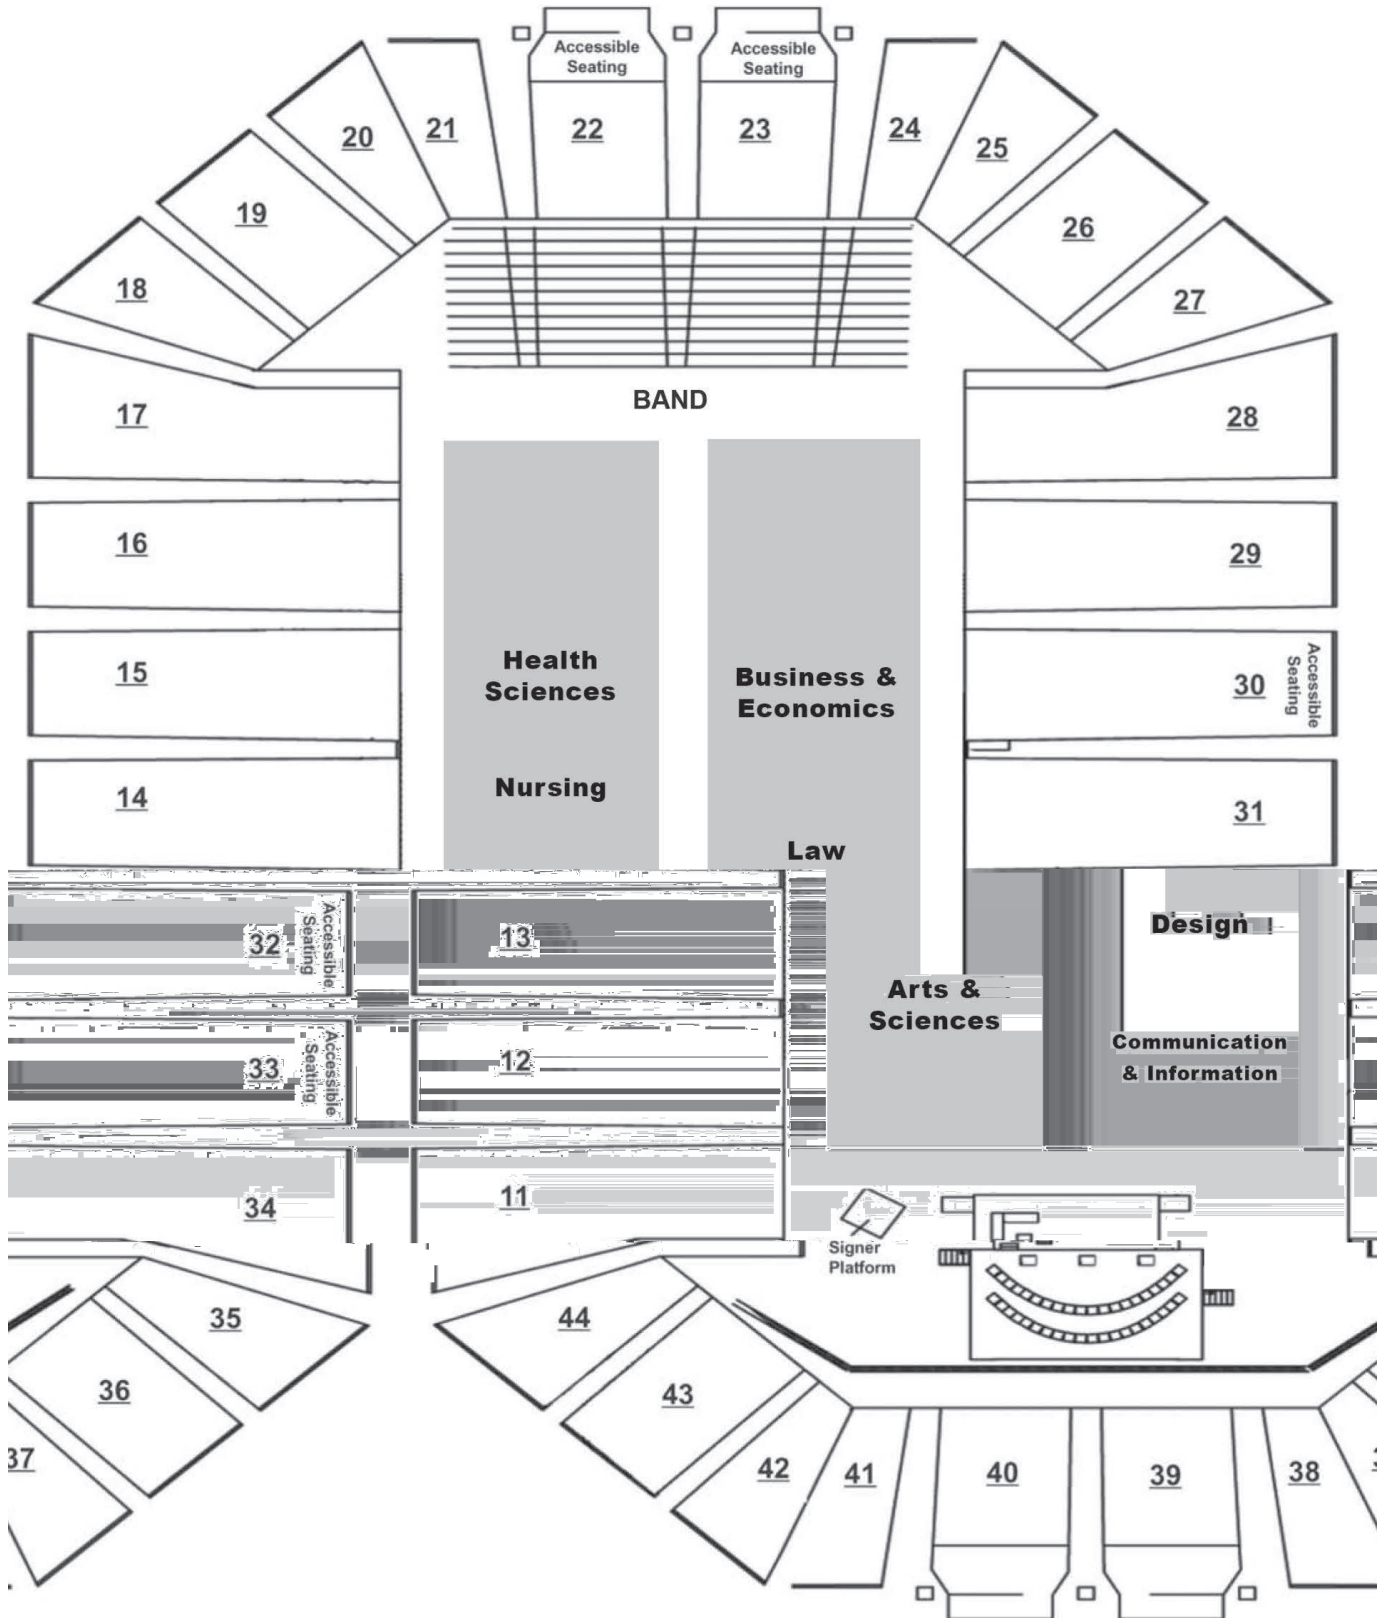 Accessible
Seating
Accessible
Seating
20
21
22
23
24
25
19
26
18
27
17
BAND
28
16
29
Health
Sciences
Business &
Economics
15
30
Accessible
Seating
Nursing
14
31
Law
32
Accessible
Seating
13
Design
Arts &
Sciences
33
Accessible
Seating
12
Communication
& Information
34
11
Signer
Platform
35
44
36
43
37
42
41
40
39
38